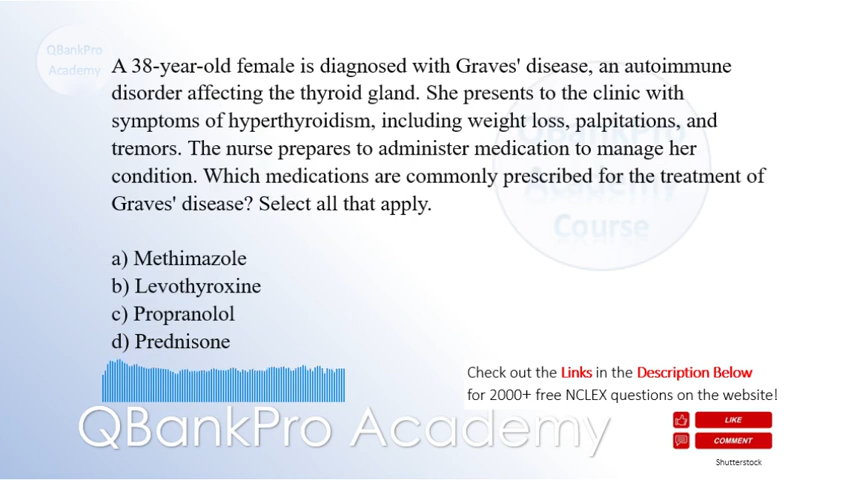 QBankPro
Academy
A 38-year-old female is diagnosed with Graves' disease, an autoimmune
disorder affecting the thyroid gland. She presents to the clinic with
symptoms of hyperthyroidism, including weight loss, palpitations, and
tremors. The nurse prepares to administer medication to manage her
condition. Which medications are commonly prescribed for the treatment of
Graves' disease? Select all that apply.
QBankPro
Academy
Course
a) Methimazole
b) Levothyroxine
c) Propranolol
d) Prednisone
Check out the Links in the Description Below
for 2000+ free NCLEX questions on the website!
QBankPro Academy
LIKE
COMMENT
Shutterstock